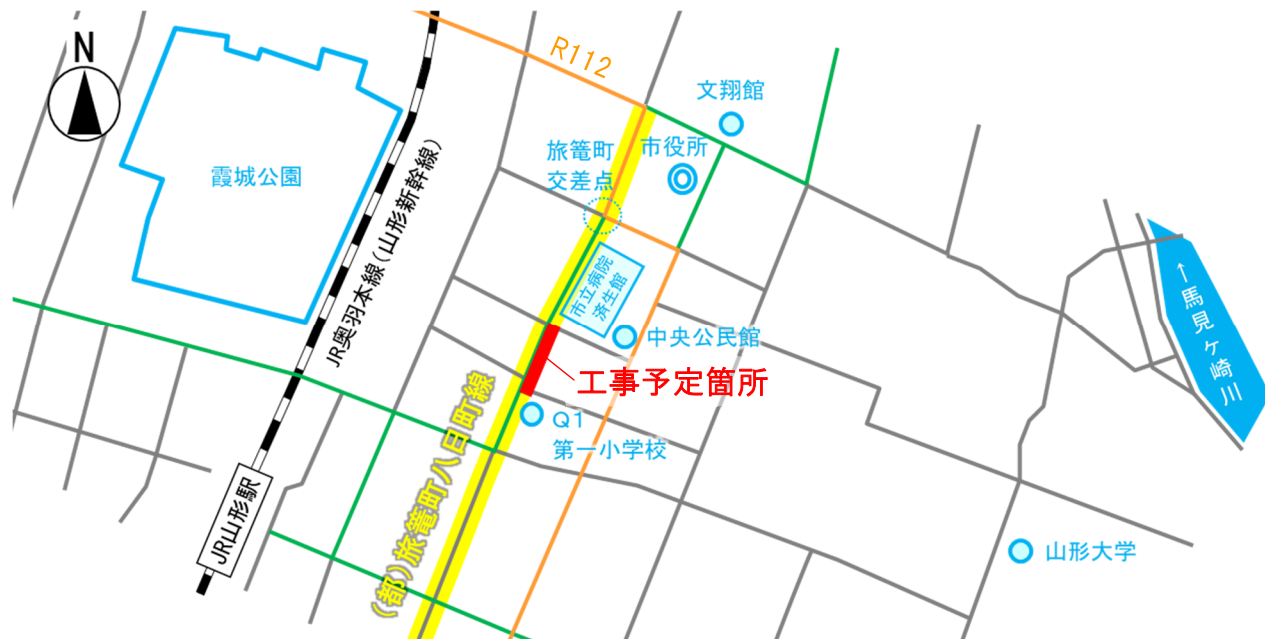 N
R112
文翔館
旅篭町
交差点
市役所
霞城公園
JR奥羽本線(山形新幹線)
市立病院
済生館
中央公民館
←馬見ヶ崎川
工事予定箇所
Q1
第一小学校
(都)旅篭町八日町線
JR山形駅
山形大学